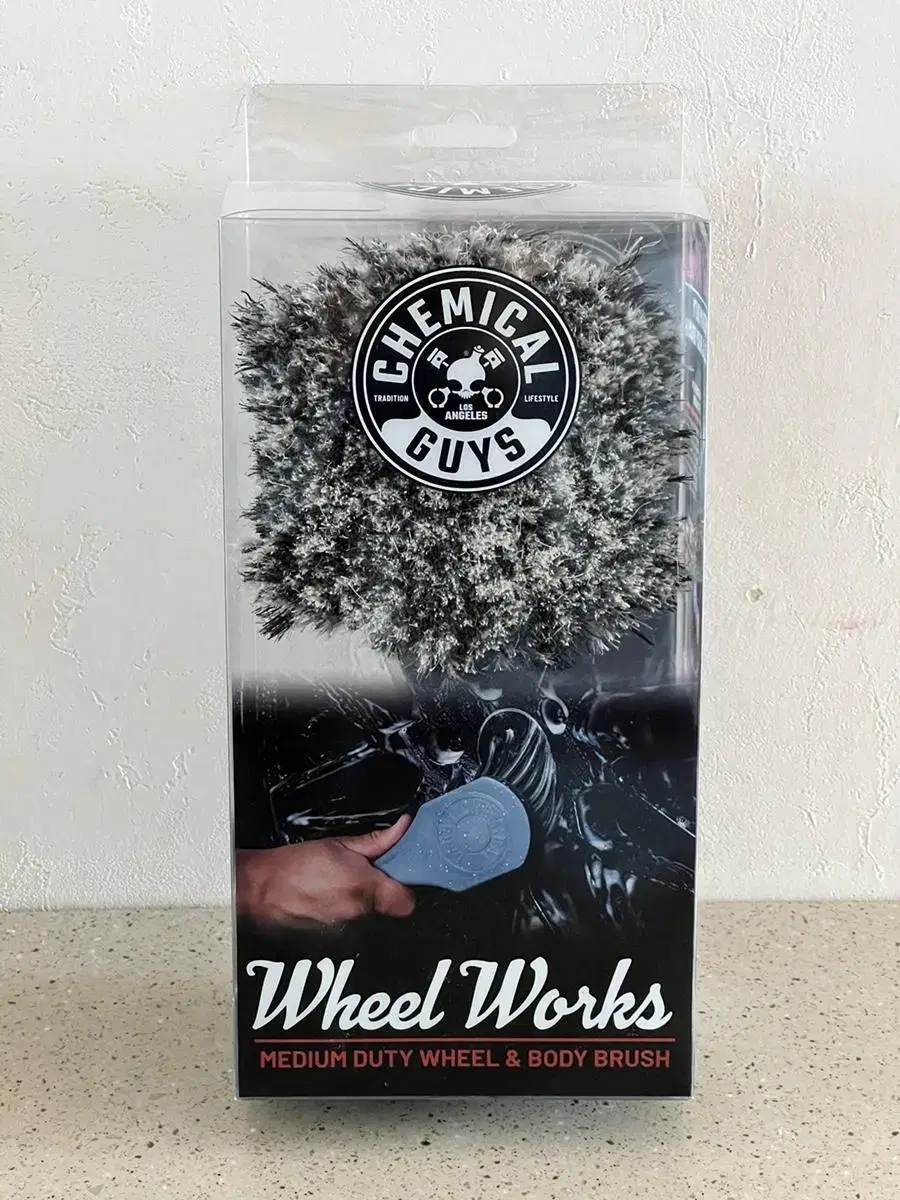 CHEMICAL
TRADITION
LOS
ANGELES
LIFESTYLE
GUYS
Wheel Works
MEDIUM DUTY WHEEL & BODY BRUSH